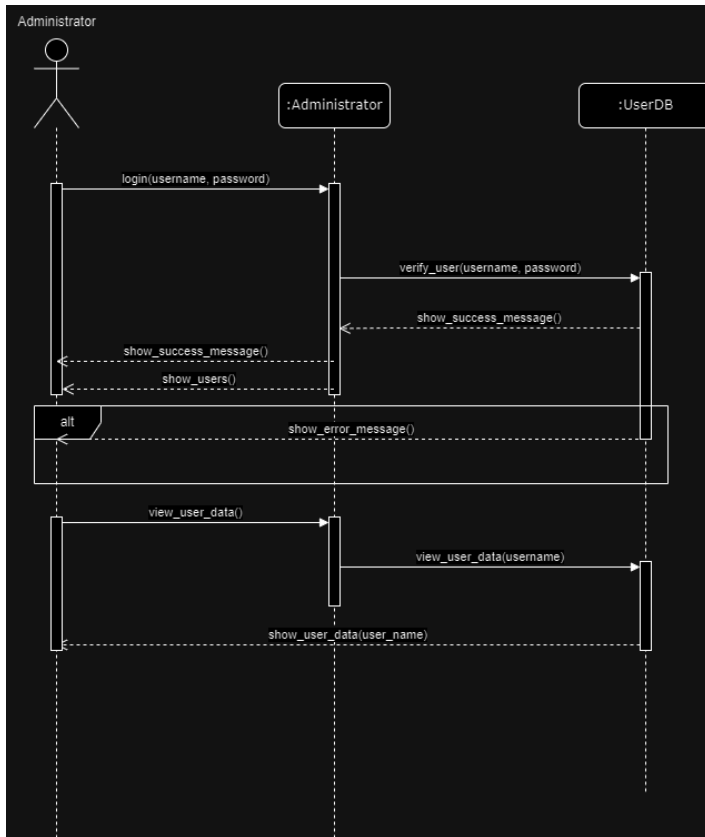 Administrator
:Administrator
:UserDB
login(username, password)
verify_user(username, password)
show_success_message()
show_success_message()
show_users()
alt
show_error_message()
view_user_data()
view_user_data(username)
show_user_data(user_name)